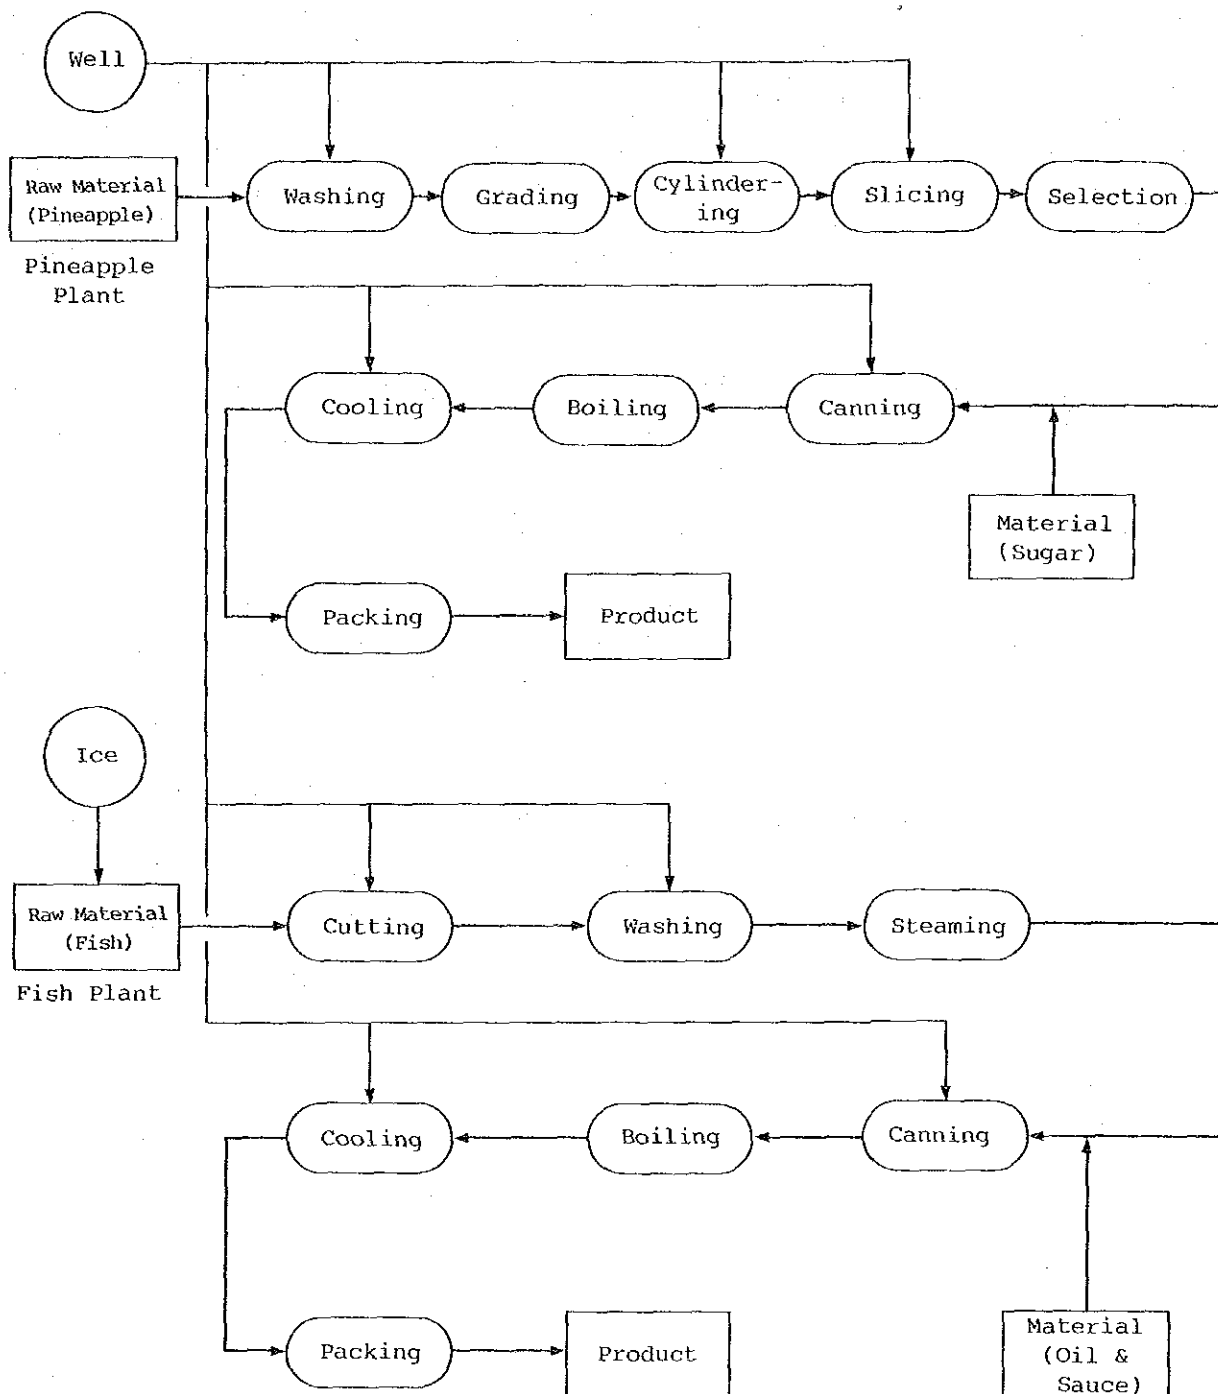 Well
Raw Material
(Pineapple)
Washing
Grading
Cylinder-
ing
Slicing
Selection
Pineapple
Plant
Cooling
Boiling
Canning
Material
(Sugar)
Packing
Product
Ice
Raw Material
(Fish)
Cutting
Washing
Steaming
Fish Plant
Cooling
Boiling
Canning
Packing
Product
Material
(Oil &
Sauce)